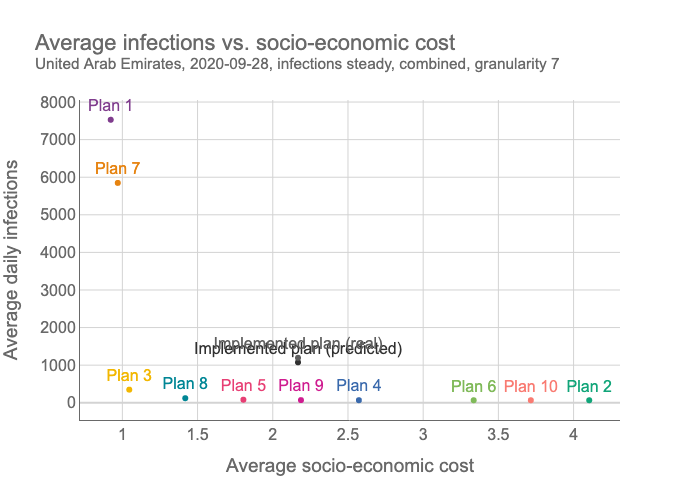 Average infections vs. socio-economic cost
United Arab Emirates, 2020-09-28, infections steady, combined, granularity 7
Average daily infections
8000
7000
6000
5000
4000
3000
2000
1000
0
Plan 1
Plan 7
Implemented plan (real)
Implemented plan (predicted)
Plan 3
Plan 8
Plan 5
Plan 9
Plan 4
Plan 6
Plan 10
Plan 2
1
1.5
2
2.5
3
3.5
4
Average socio-economic cost